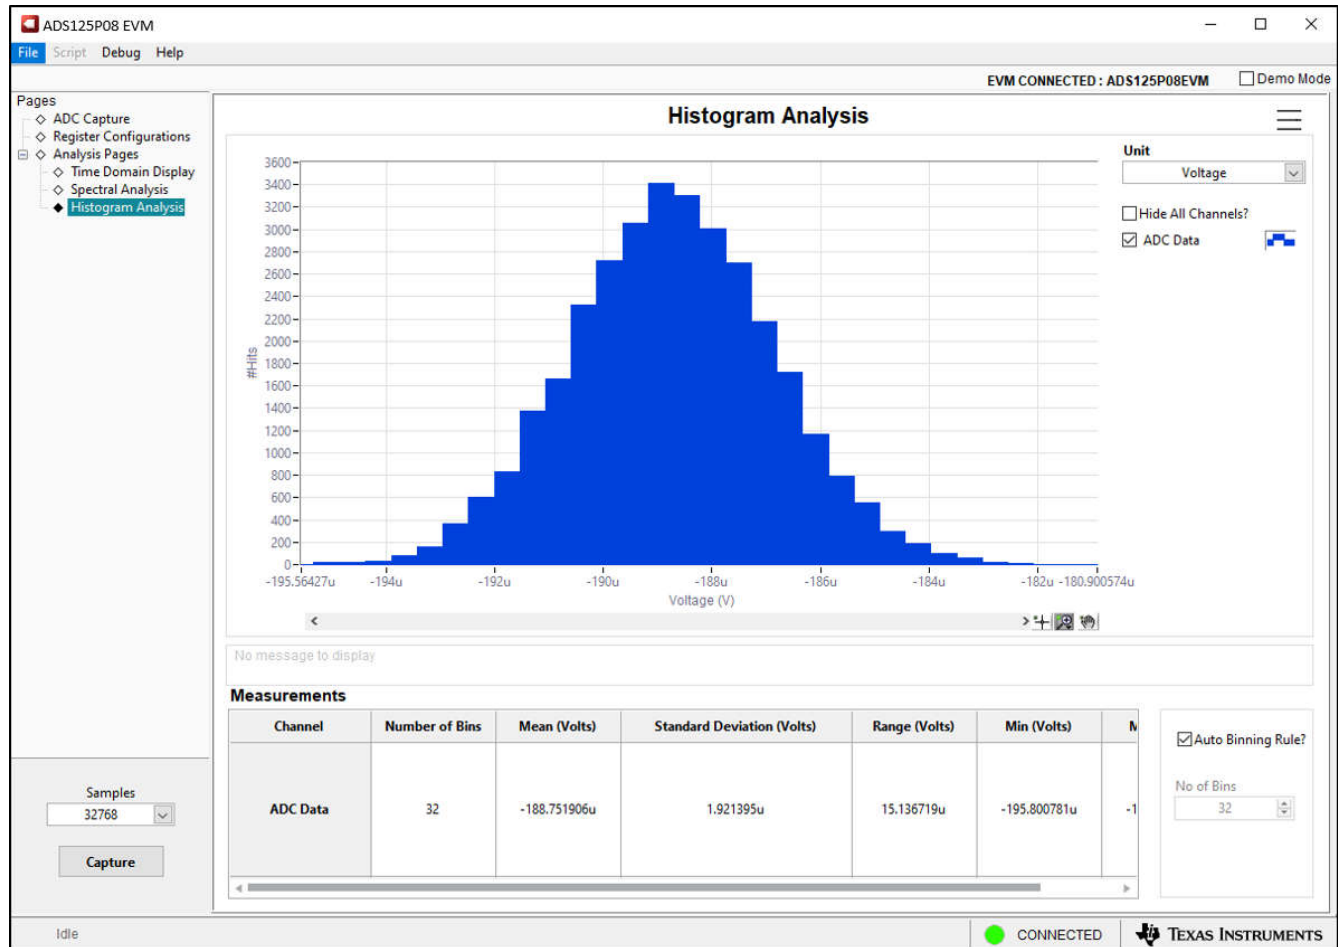 ADS125P08 EVM
File Script Debug Help
EVM CONNECTED : ADS125P08EVM Demo Mode
Pages
ADC Capture
Register Configurations
Analysis Pages
Time Domain Display
Spectral Analysis
Histogram Analysis
Samples
32768
Capture
Histogram Analysis
#Hits
3600
3400
3200
3000
2800
2600
2400
2200
2000
1800
1600
1400
1200
1000
800
600
400
200
0
-195.56427u -194u -192u -190u -188u -186u -184u -182u -180.900574u
Voltage (V)
Unit
Voltage
Hide All Channels?
ADC Data
No message to display
Measurements
Channel Number of Bins Mean (Volts) Standard Deviation (Volts) Range (Volts) Min (Volts) M
ADC Data 32 -188.751906u 1.921395u 15.136719u -195.800781u -1
Auto Binning Rule?
No of Bins
32
Idle CONNECTED TEXAS INSTRUMENTS